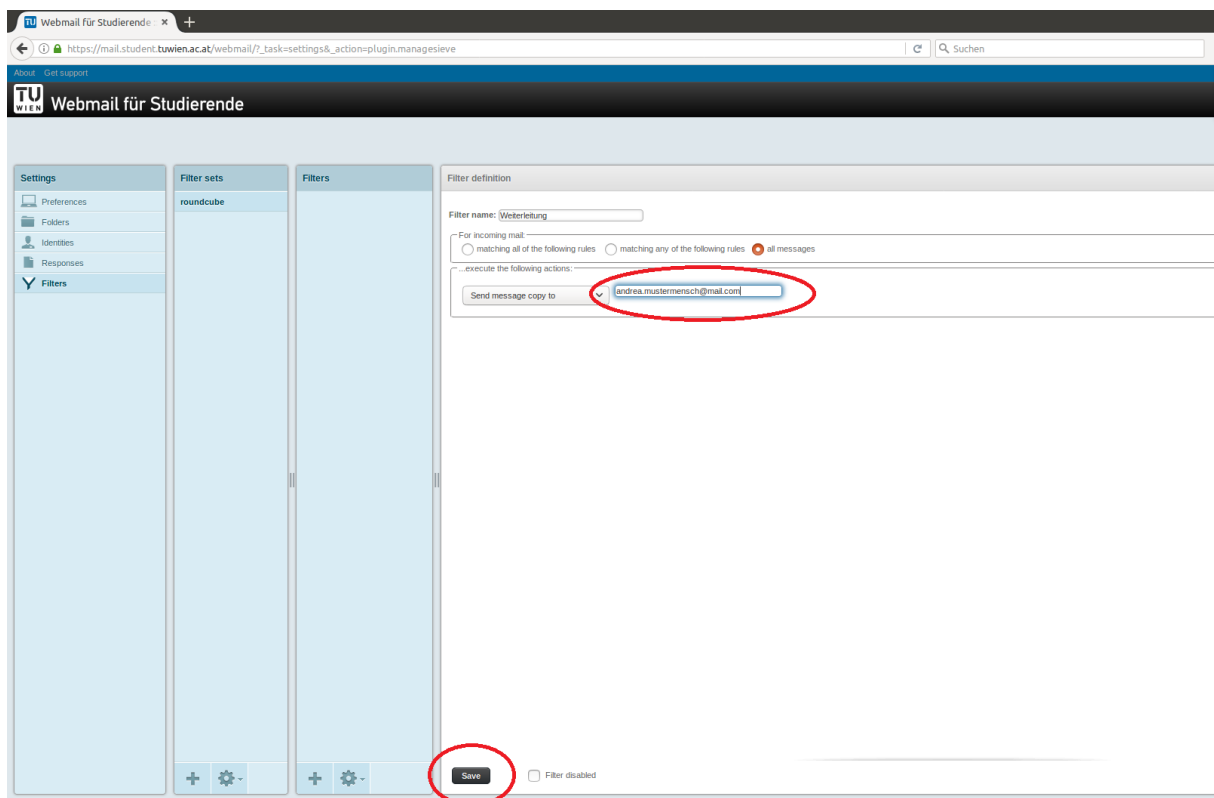 Webmail für Studierende
https://mail.student.tuwien.ac.at/webmail/?_task=settings&_action=plugin.managesieve
Suchen
About Get support
TU WIEN Webmail für Studierende
Settings
Preferences
Folders
Identities
Responses
Filters
Filter sets
roundcube
Filters
Filter definition
Filter name: Weiterleitung
For incoming mail:
matching all of the following rules matching any of the following rules all messages
...execute the following actions:
Send message copy to andrea.mustermensch@mail.com
Save Filter disabled